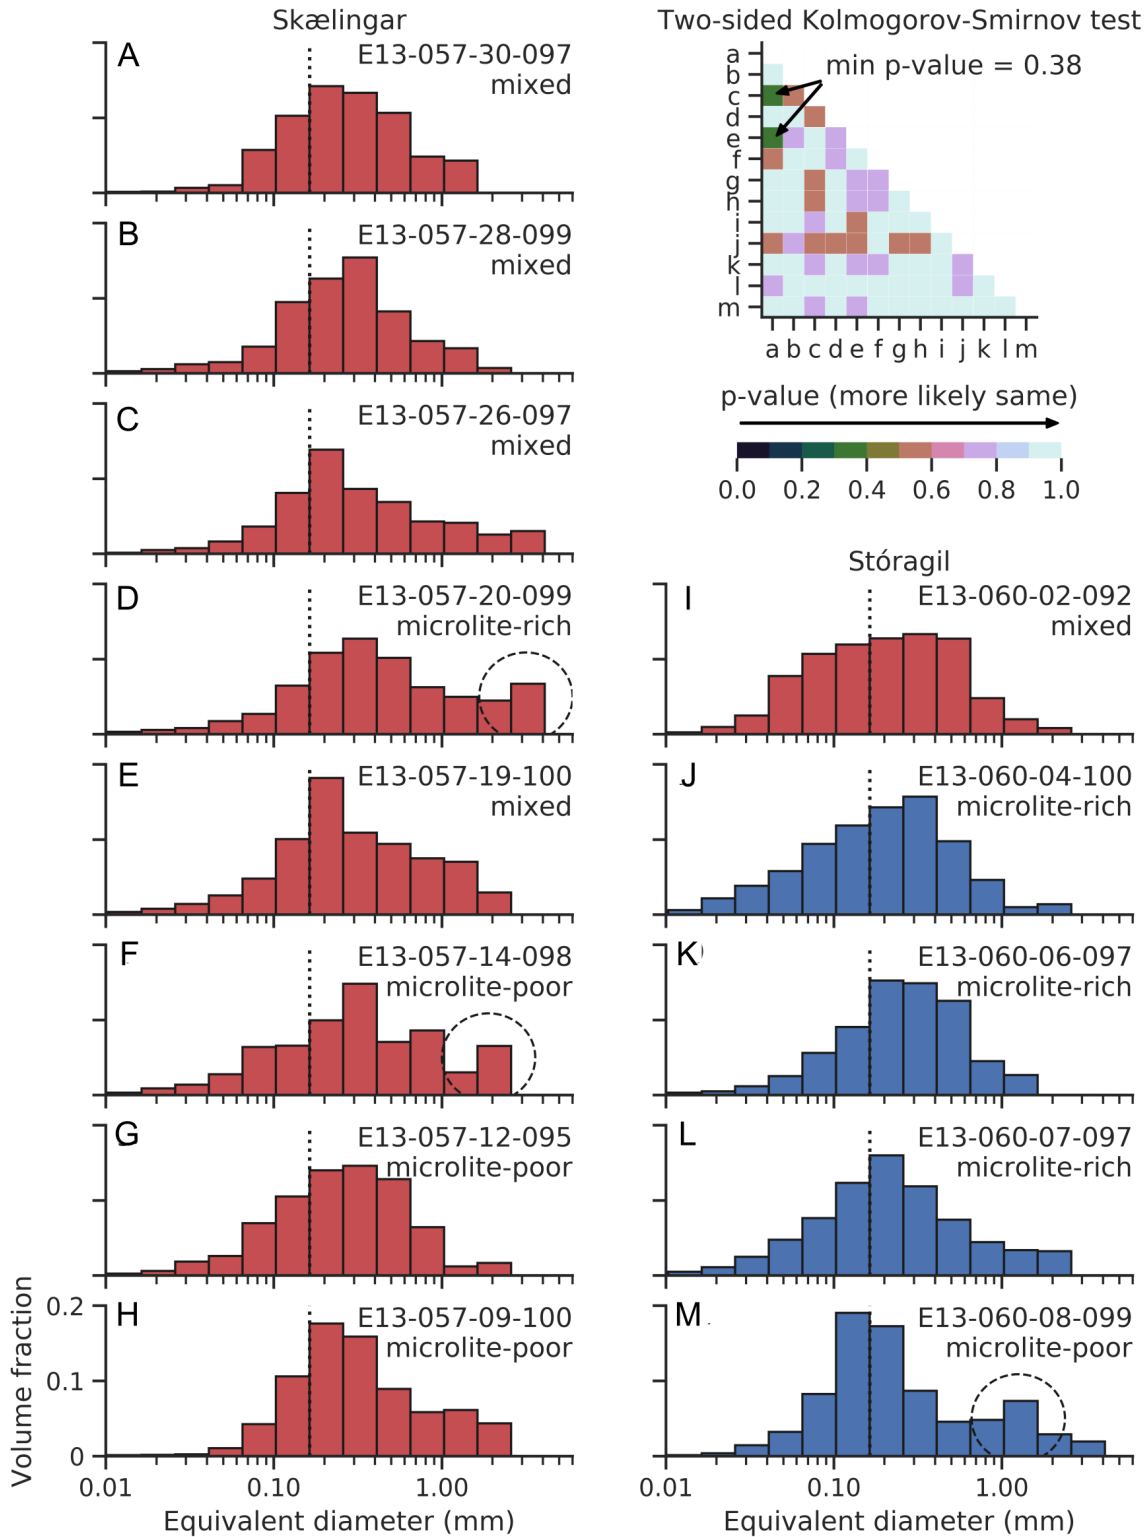 Skælingar
A
E13-057-30-097
mixed
B
E13-057-28-099
mixed
C
E13-057-26-097
mixed
D
E13-057-20-099
microlite-rich
E
E13-057-19-100
mixed
F
E13-057-14-098
microlite-poor
G
E13-057-12-095
microlite-poor
H
E13-057-09-100
microlite-poor
Volume fraction
0.2
0.1
0
0.01
0.10
1.00
Equivalent diameter (mm)
Two-sided Kolmogorov-Smirnov test
min p-value = 0.38
a
b
c
d
e
f
g
h
i
j
k
l
m
a b c d e f g h i j k l m
p-value (more likely same)
0.0 0.2 0.4 0.6 0.8 1.0
Stóragil
I
E13-060-02-092
mixed
J
E13-060-04-100
microlite-rich
K
E13-060-06-097
microlite-rich
L
E13-060-07-097
microlite-rich
M
E13-060-08-099
microlite-poor
0.01
0.10
1.00
Equivalent diameter (mm)